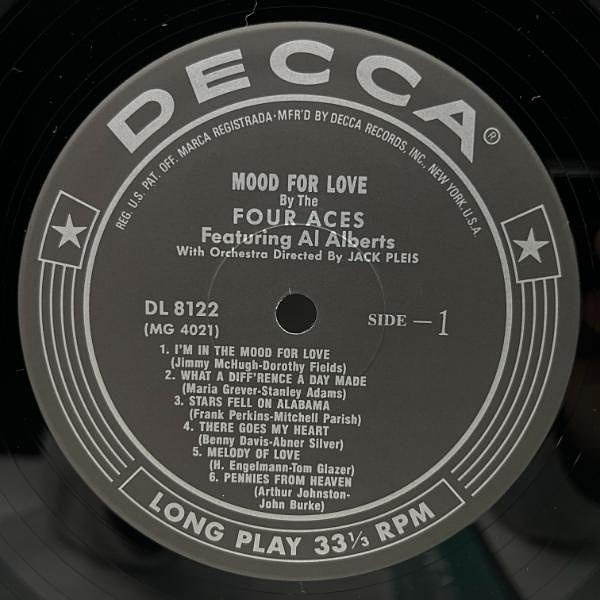 DECCA®
REG. U.S. PAT. OFF. MARCA REGISTRADA • MFR'D BY DECCA RECORDS, INC., NEW YORK, U.S.A.
MOOD FOR LOVE
By The
FOUR ACES
Featuring Al Alberts
With Orchestra Directed By JACK PLEIS
DL 8122
(MG 4021)
SIDE — 1
1. I'M IN THE MOOD FOR LOVE
(Jimmy McHugh-Dorothy Fields)
2. WHAT A DIFF'RENCE A DAY MADE
(Maria Grever-Stanley Adams)
3. STARS FELL ON ALABAMA
(Frank Perkins-Mitchell Parish)
4. THERE GOES MY HEART
(Benny Davis-Abner Silver)
5. MELODY OF LOVE
(H. Engelmann-Tom Glazer)
6. PENNIES FROM HEAVEN
(Arthur Johnston-
John Burke)
LONG PLAY 33⅓ RPM